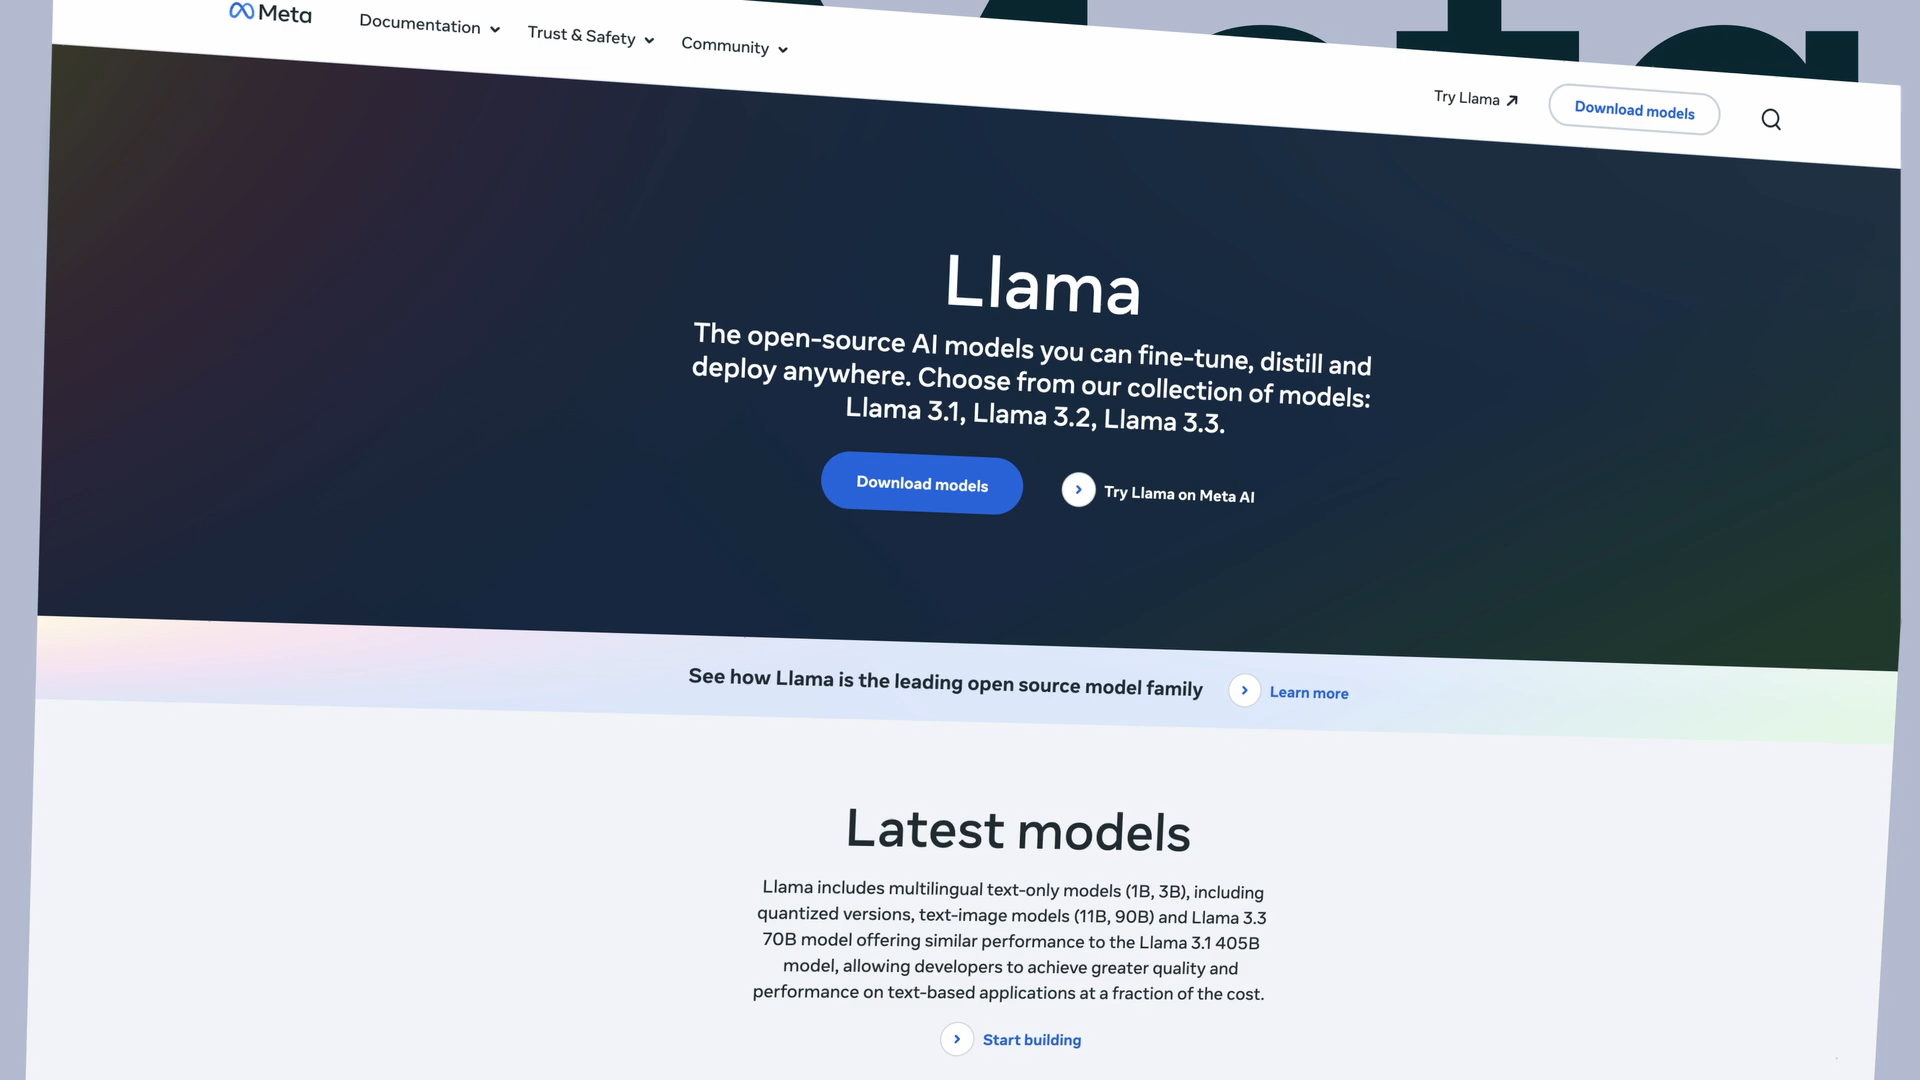 Meta
Documentation
Trust & Safety
Community
Try Llama
Download models
Llama
The open-source AI models you can fine-tune, distill and
deploy anywhere. Choose from our collection of models:
Llama 3.1, Llama 3.2, Llama 3.3.
Download models
Try Llama on Meta AI
See how Llama is the leading open source model family
Learn more
Latest models
Llama includes multilingual text-only models (1B, 3B), including
quantized versions, text-image models (11B, 90B) and Llama 3.3
70B model offering similar performance to the Llama 3.1 405B
model, allowing developers to achieve greater quality and
performance on text-based applications at a fraction of the cost.
Start building